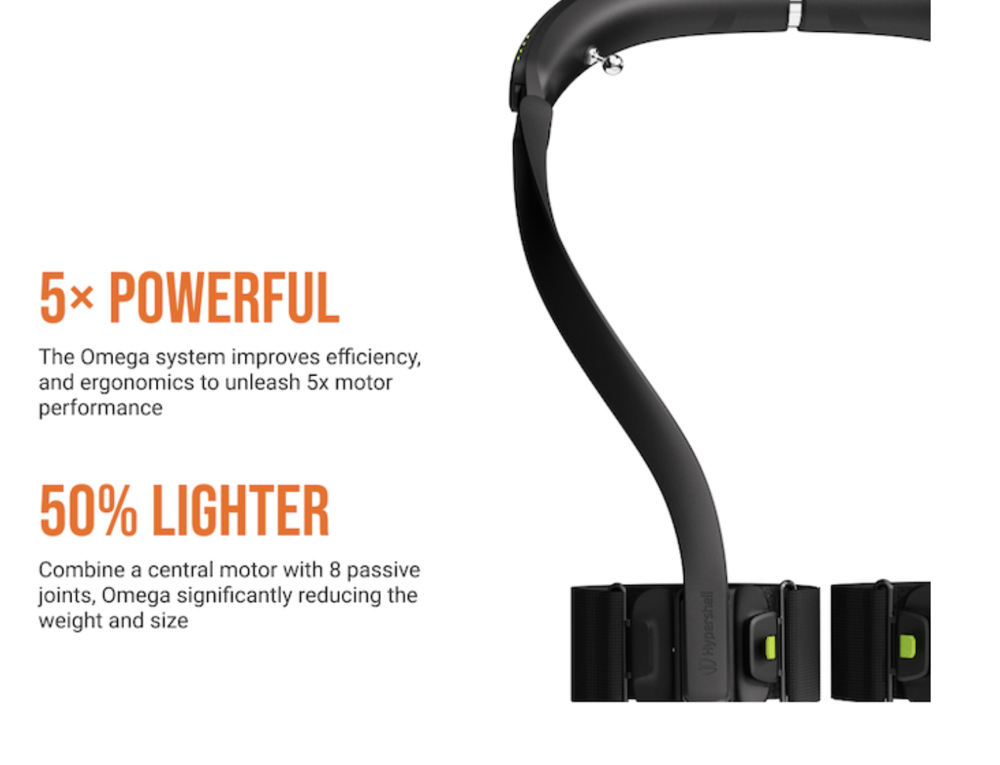 5× POWERFUL
The Omega system improves efficiency,
and ergonomics to unleash 5x motor
performance
50% LIGHTER
Combine a central motor with 8 passive
joints, Omega significantly reducing the
weight and size
Hypershell